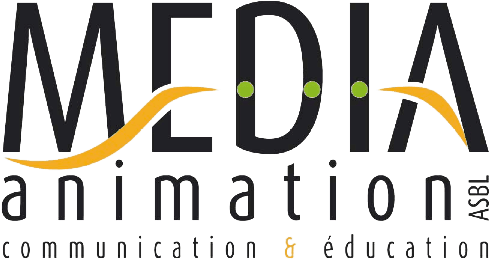 MEDIA
animation ASBL
communication & éducation